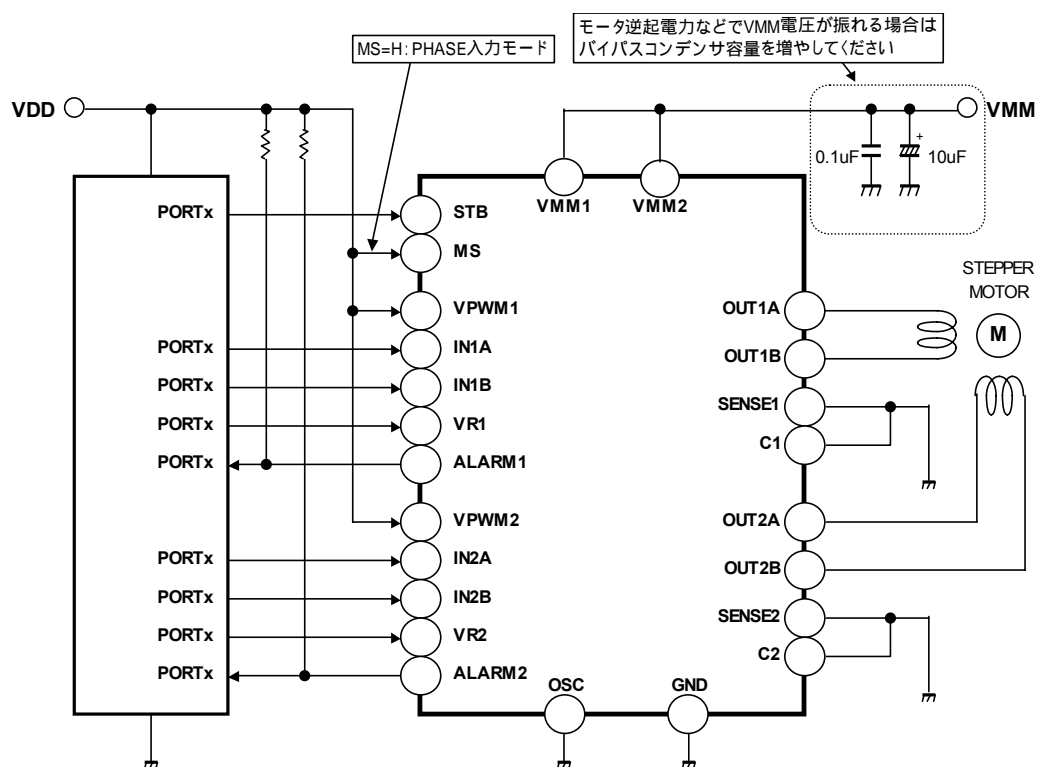 モータ逆起電力などでVMM電圧が振れる場合は
バイパスコンデンサ容量を増やしてください
MS=H: PHASE入力モード
VDD
VMM
0.1uF
+
10uF
VMM1
VMM2
PORTx
STB
MS
STEPPER
MOTOR
M
VPWM1
OUT1A
PORTx
IN1A
OUT1B
PORTx
IN1B
SENSE1
PORTx
VR1
C1
PORTx
ALARM1
VPWM2
OUT2A
PORTx
IN2A
OUT2B
PORTx
IN2B
SENSE2
PORTx
VR2
C2
PORTx
ALARM2
OSC
GND